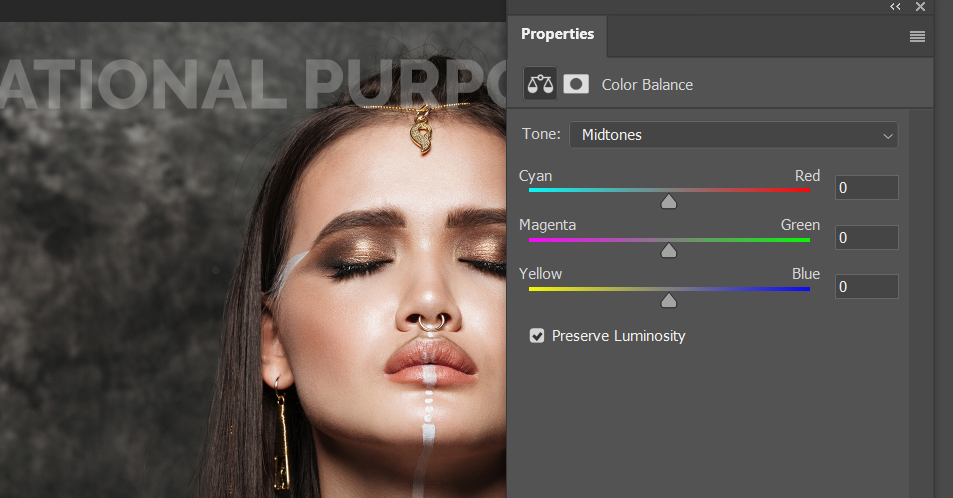 ATIONAL PURPO
Properties
Color Balance
Tone: Midtones
Cyan Red 0
Magenta Green 0
Yellow Blue 0
Preserve Luminosity